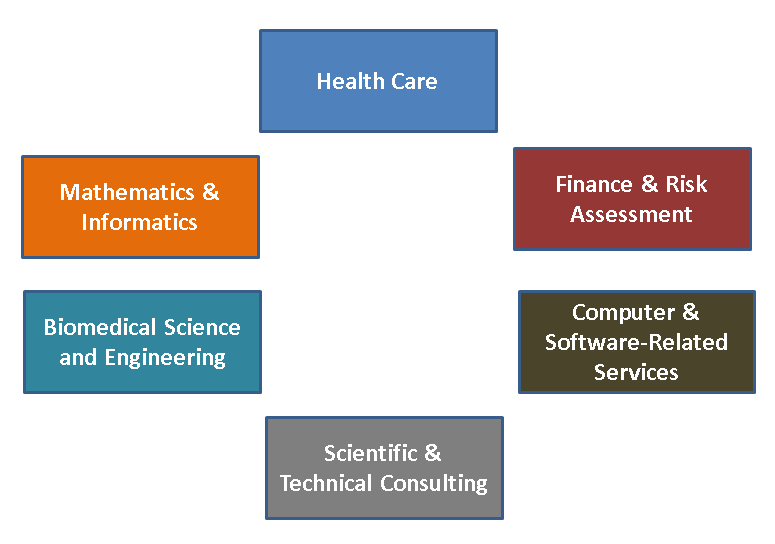 Health Care
Mathematics &
Informatics
Finance & Risk
Assessment
Biomedical Science
and Engineering
Computer &
Software-Related
Services
Scientific &
Technical Consulting